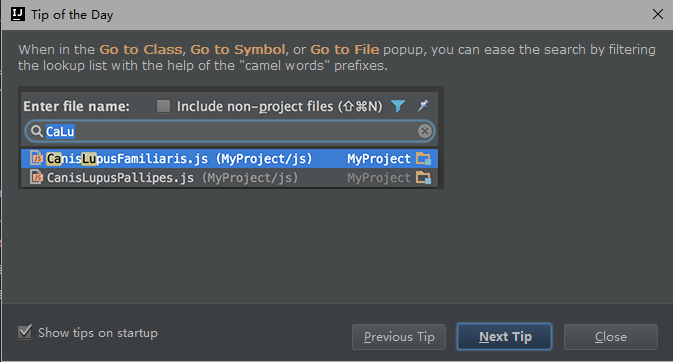 IJ Tip of the Day
When in the Go to Class, Go to Symbol, or Go to File popup, you can ease the search by filtering
the lookup list with the help of the "camel words" prefixes.
Enter file name: Include non-project files (⇧⌘N)
CaLu
JS CanisLupusFamiliaris.js (MyProject/js) MyProject
JS CanisLupusPallipes.js (MyProject/js) MyProject
Show tips on startup Previous Tip Next Tip Close